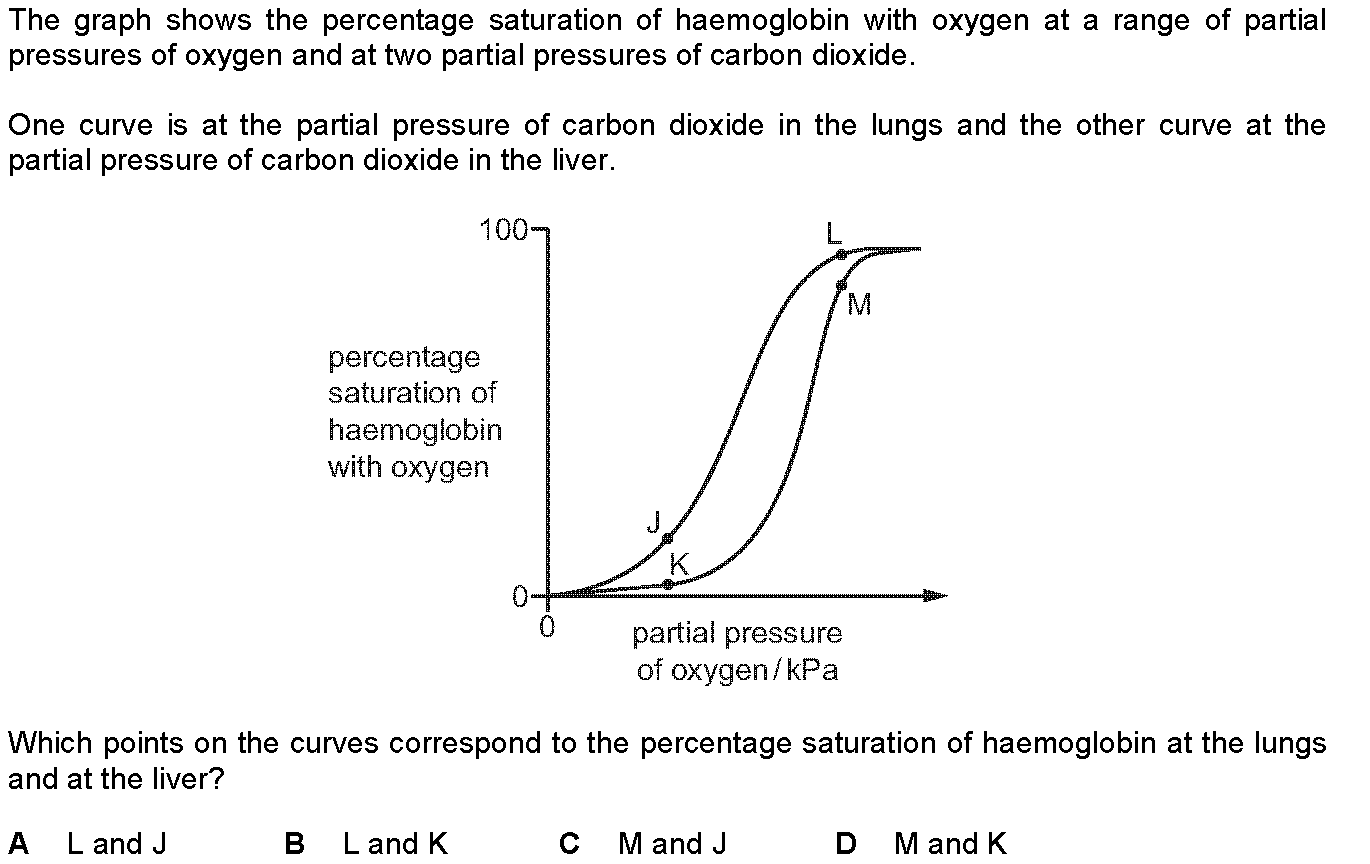 The graph shows the percentage saturation of haemoglobin with oxygen at a range of partial
pressures of oxygen and at two partial pressures of carbon dioxide.
One curve is at the partial pressure of carbon dioxide in the lungs and the other curve at the
partial pressure of carbon dioxide in the liver.
100
L
M
percentage
saturation of
haemoglobin
with oxygen
J
K
0
0
partial pressure
of oxygen / kPa
Which points on the curves correspond to the percentage saturation of haemoglobin at the lungs
and at the liver?
A L and J B L and K C M and J D M and K